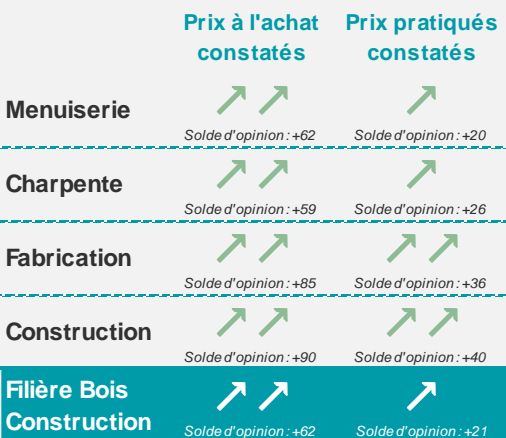 Prix à l'achat constatés
Prix pratiqués constatés
Menuiserie
Solde d'opinion : +62
Solde d'opinion : +20
Charpente
Solde d'opinion : +59
Solde d'opinion : +26
Fabrication
Solde d'opinion : +85
Solde d'opinion : +36
Construction
Solde d'opinion : +90
Solde d'opinion : +40
Filière Bois
Construction
Solde d'opinion : +62
Solde d'opinion : +21